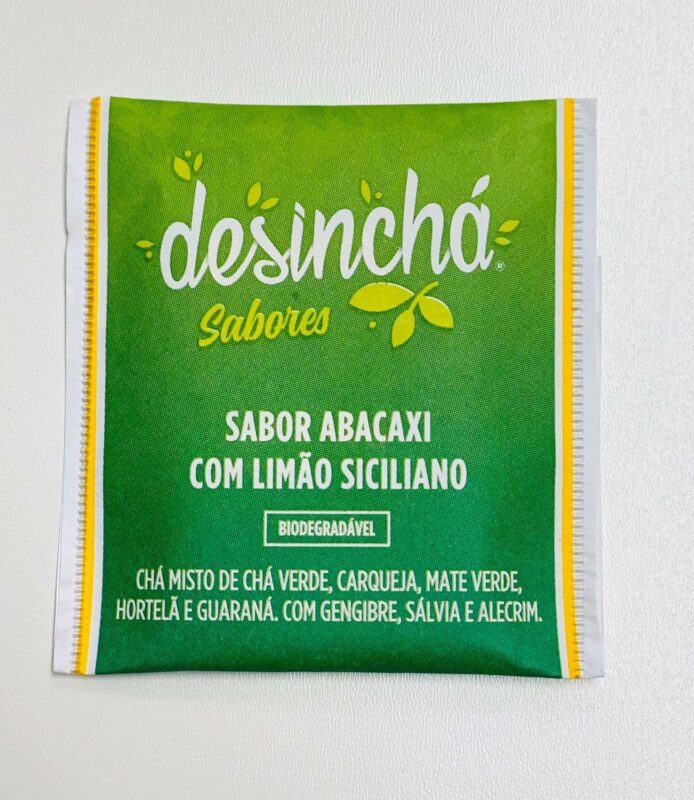 desinchá®
Sabores
SABOR ABACAXI
COM LIMÃO SICILIANO
BIODEGRADÁVEL
CHÁ MISTO DE CHÁ VERDE, CARQUEJA, MATE VERDE,
HORTELÃ E GUARANÁ. COM GENGIBRE, SÁLVIA E ALECRIM.